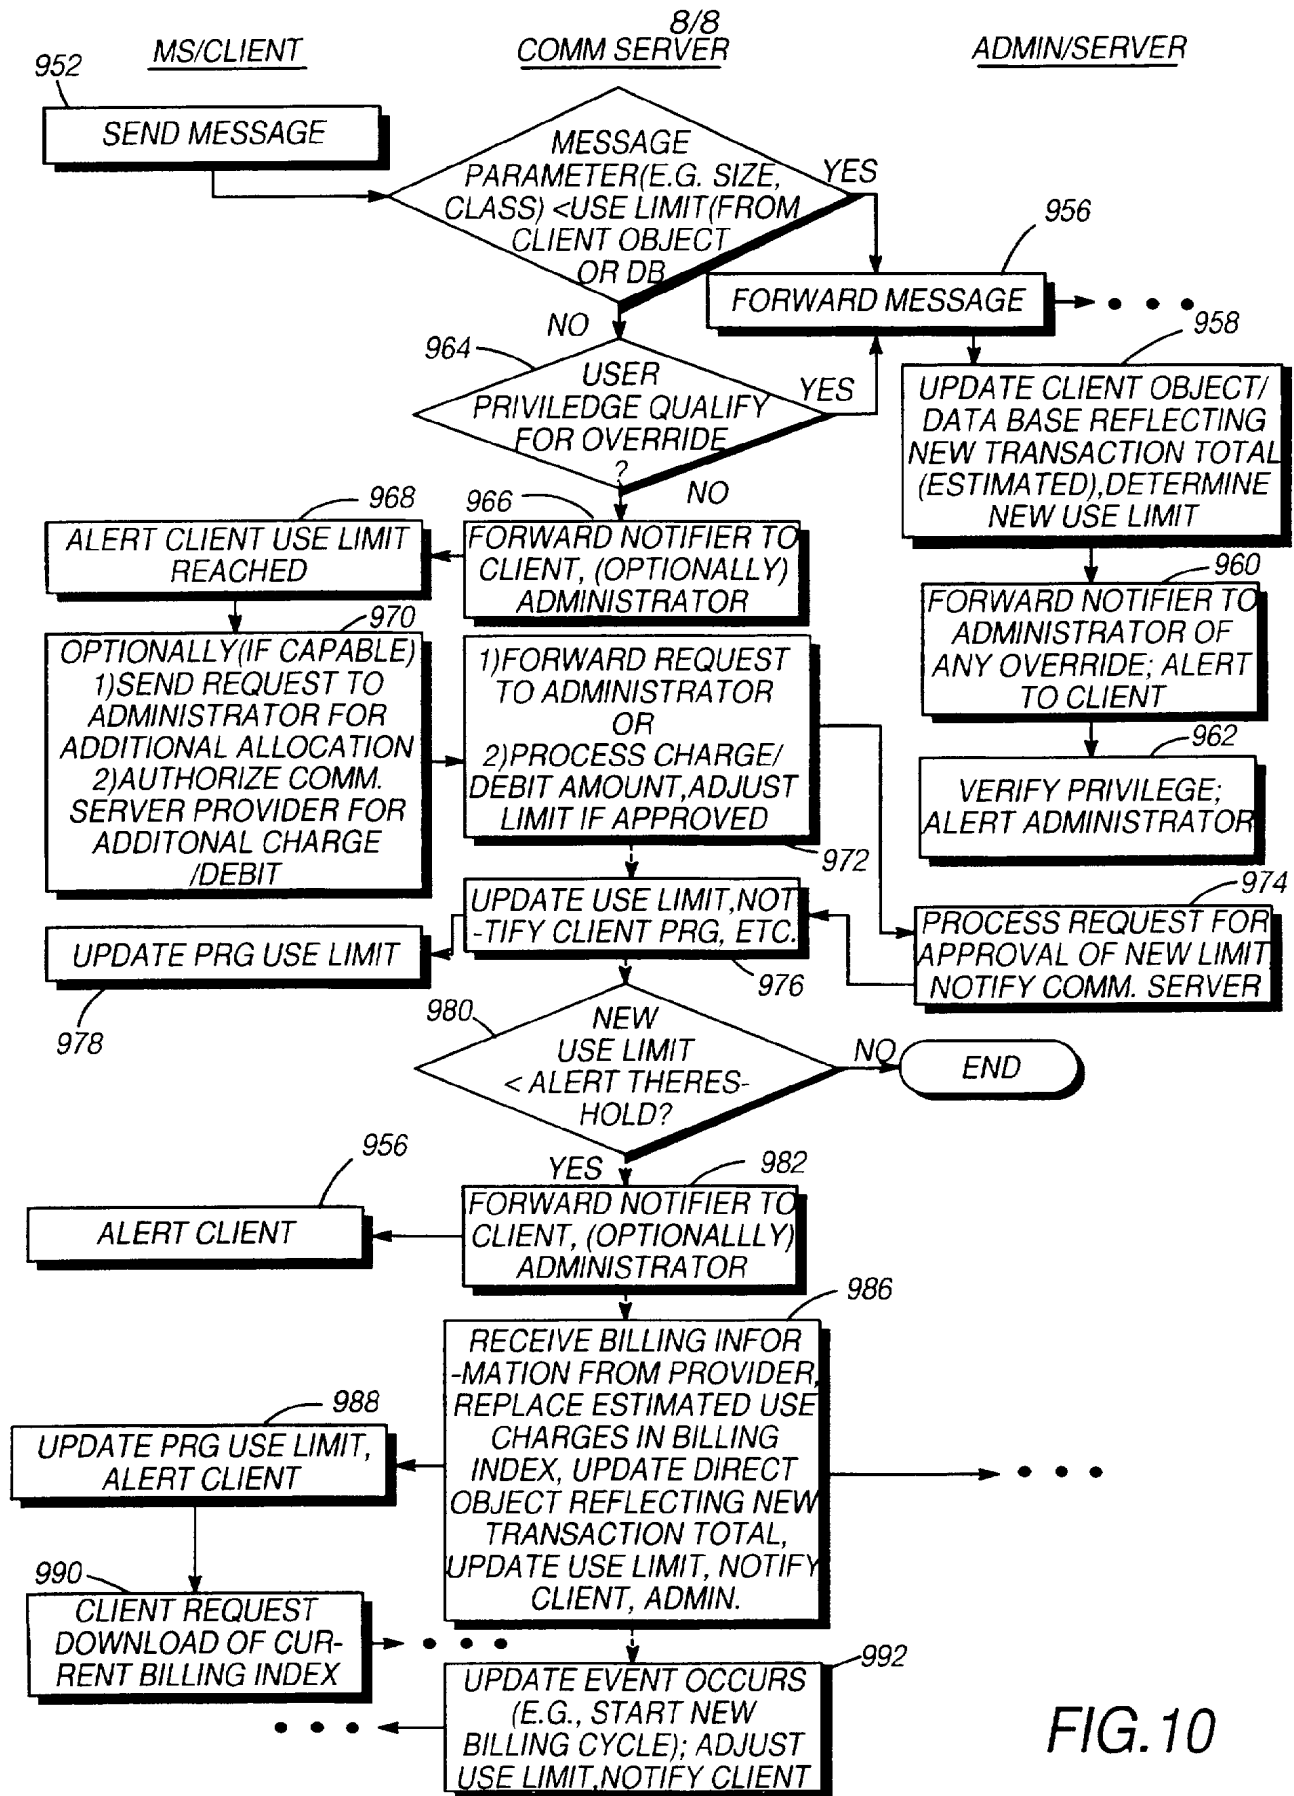 8/8
MS/CLIENT
COMM SERVER
ADMIN/SERVER
952
SEND MESSAGE
MESSAGE
PARAMETER(E.G. SIZE,
CLASS) <USE LIMIT(FROM
CLIENT OBJECT
OR DB
YES
956
FORWARD MESSAGE
• • •
NO
964
USER
PRIVILEDGE QUALIFY
FOR OVERRIDE
?
YES
NO
958
UPDATE CLIENT OBJECT/
DATA BASE REFLECTING
NEW TRANSACTION TOTAL
(ESTIMATED),DETERMINE
NEW USE LIMIT
968
ALERT CLIENT USE LIMIT
REACHED
966
FORWARD NOTIFIER TO
CLIENT, (OPTIONALLY)
ADMINISTRATOR
960
FORWARD NOTIFIER TO
ADMINISTRATOR OF
ANY OVERRIDE; ALERT
TO CLIENT
970
OPTIONALLY(IF CAPABLE)
1)SEND REQUEST TO
ADMINISTRATOR FOR
ADDITIONAL ALLOCATION
2)AUTHORIZE COMM.
SERVER PROVIDER FOR
ADDITONAL CHARGE
/DEBIT
1)FORWARD REQUEST
TO ADMINISTRATOR
OR
2)PROCESS CHARGE/
DEBIT AMOUNT,ADJUST
LIMIT IF APPROVED
972
962
VERIFY PRIVILEGE;
ALERT ADMINISTRATOR
974
PROCESS REQUEST FOR
APPROVAL OF NEW LIMIT
NOTIFY COMM. SERVER
UPDATE USE LIMIT,NOT
-TIFY CLIENT PRG, ETC.
976
UPDATE PRG USE LIMIT
978
980
NEW
USE LIMIT
< ALERT THERES-
HOLD?
NO
END
YES
956
ALERT CLIENT
982
FORWARD NOTIFIER TO
CLIENT, (OPTIONALLLY)
ADMINISTRATOR
986
RECEIVE BILLING INFOR
-MATION FROM PROVIDER,
REPLACE ESTIMATED USE
CHARGES IN BILLING
INDEX, UPDATE DIRECT
OBJECT REFLECTING NEW
TRANSACTION TOTAL,
UPDATE USE LIMIT, NOTIFY
CLIENT, ADMIN.
• • •
988
UPDATE PRG USE LIMIT,
ALERT CLIENT
990
CLIENT REQUEST
DOWNLOAD OF CUR-
RENT BILLING INDEX
• • •
992
UPDATE EVENT OCCURS
(E.G., START NEW
BILLING CYCLE); ADJUST
USE LIMIT,NOTIFY CLIENT
• • •
FIG.10